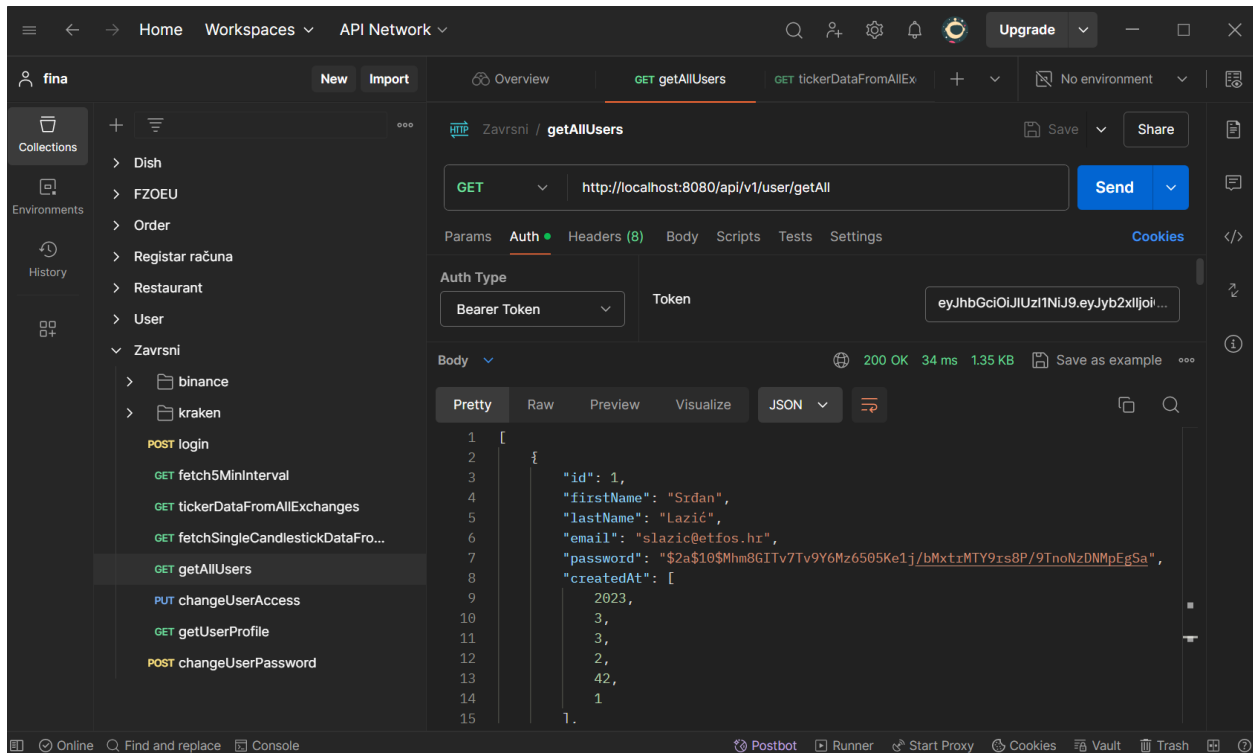 Home Workspaces API Network Upgrade
fina New Import
Overview GET getAllUsers GET tickerDataFromAllEx No environment
Collections
Environments
History
Dish
FZOEU
Order
Registar računa
Restaurant
User
Zavrsni
binance
kraken
POST login
GET fetch5MinInterval
GET tickerDataFromAllExchanges
GET fetchSingleCandlestickDataFro...
GET getAllUsers
PUT changeUserAccess
GET getUserProfile
POST changeUserPassword
HTTP Zavrsni / getAllUsers Save Share
GET http://localhost:8080/api/v1/user/getAll Send
Params Auth Headers (8) Body Scripts Tests Settings Cookies
Auth Type
Bearer Token
Token
eyJhbGciOiJIUzI1NiJ9.eyJyb2xlIjoi...
Body 200 OK 34 ms 1.35 KB Save as example
Pretty Raw Preview Visualize JSON
1 [
2 {
3 "id": 1,
4 "firstName": "Srđan",
5 "lastName": "Lazić",
6 "email": "slazic@etfos.hr",
7 "password": "$2a$10$Mhm8GITv7Tv9Y6Mz6505Ke1j/bMxtrMTY9rs8P/9TnoNzDNMpEgSa",
8 "createdAt": [
9 2023,
10 3,
11 3,
12 2,
13 42,
14 1
15 ],
Online Find and replace Console Postbot Runner Start Proxy Cookies Vault Trash